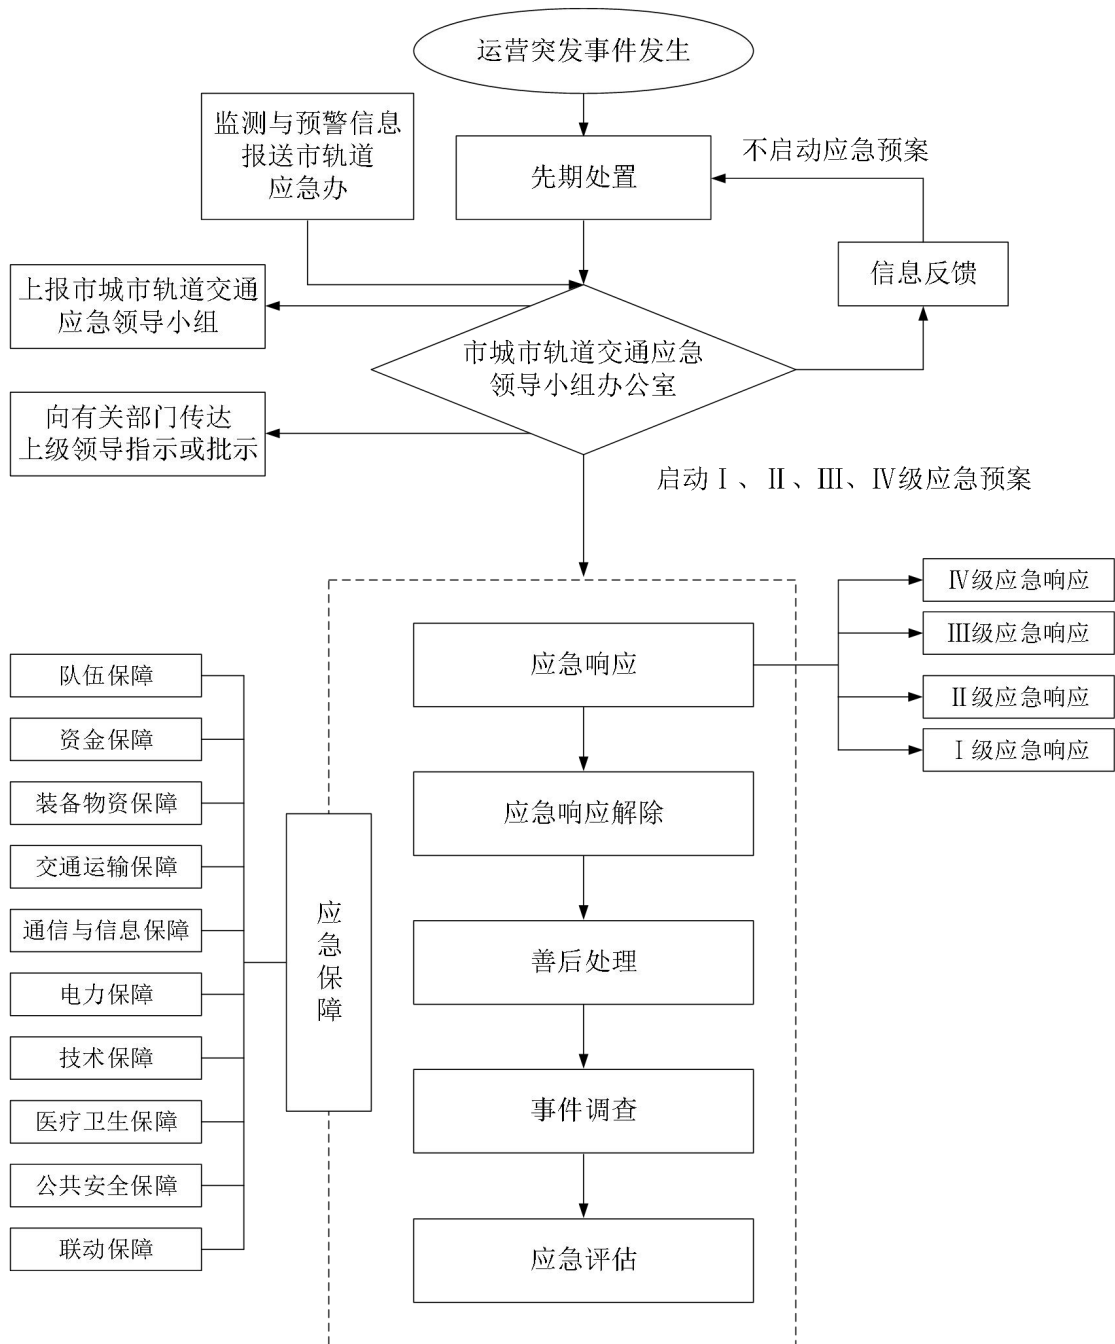 运营突发事件发生
监测与预警信息
报送市轨道
应急办
先期处置
不启动应急预案
信息反馈
上报市城市轨道交通
应急领导小组
市城市轨道交通应急
领导小组办公室
向有关部门传达
上级领导指示或批示
启动Ⅰ、Ⅱ、Ⅲ、Ⅳ级应急预案
Ⅳ级应急响应
Ⅲ级应急响应
Ⅱ级应急响应
Ⅰ级应急响应
应急响应
应急响应解除
善后处理
事件调查
应急评估
应
急
保
障
队伍保障
资金保障
装备物资保障
交通运输保障
通信与信息保障
电力保障
技术保障
医疗卫生保障
公共安全保障
联动保障